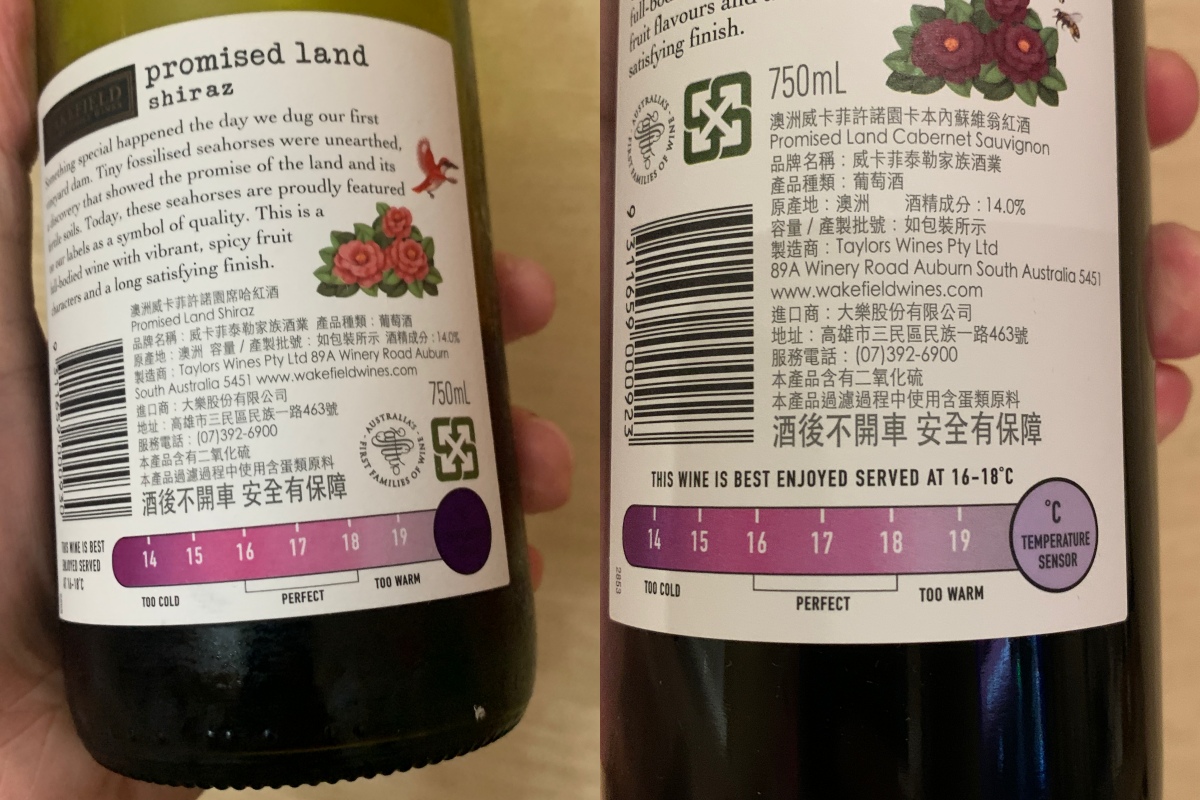 promised land
shiraz
Something special happened the day we dug our first
vineyard dam. Tiny fossilised seahorses were unearthed,
a discovery that showed the promise of the land and its
soils. Today, these seahorses are proudly featured
on our labels as a symbol of quality. This is a
full-bodied wine with vibrant, spicy fruit
characters and a long satisfying finish.
澳洲威卡菲許諾園席哈紅酒
Promised Land Shiraz
品牌名稱：威卡菲泰勒家族酒業 產品種類：葡萄酒
原產地：澳洲 容量 / 產製批號：如包裝所示 酒精成分：14.0%
製造商：Taylors Wines Pty Ltd 89A Winery Road Auburn
South Australia 5451 www.wakefieldwines.com
進口商：大樂股份有限公司
地址：高雄市三民區民族一路463號
服務電話：(07)392-6900
本產品含有二氧化硫
本產品過濾過程中使用含蛋類原料
酒後不開車 安全有保障
750mL
AUSTRALIA'S FIRST FAMILIES OF WINE
THIS WINE IS BEST
ENJOYED SERVED
AT 16-18°C
14 15 16 17 18 19
TOO COLD PERFECT TOO WARM
full-bod
fruit flavours and
satisfying finish.
750mL
AUSTRALIA'S FIRST FAMILIES OF WINE
澳洲威卡菲許諾園卡本內蘇維翁紅酒
Promised Land Cabernet Sauvignon
品牌名稱：威卡菲泰勒家族酒業
產品種類：葡萄酒
原產地：澳洲 酒精成分：14.0%
容量 / 產製批號：如包裝所示
製造商：Taylors Wines Pty Ltd
89A Winery Road Auburn South Australia 5451
www.wakefieldwines.com
進口商：大樂股份有限公司
地址：高雄市三民區民族一路463號
服務電話：(07)392-6900
本產品含有二氧化硫
本產品過濾過程中使用含蛋類原料
酒後不開車 安全有保障
9 311659 000923
THIS WINE IS BEST ENJOYED SERVED AT 16-18°C
14 15 16 17 18 19
°C
TEMPERATURE
SENSOR
TOO COLD PERFECT TOO WARM
2853